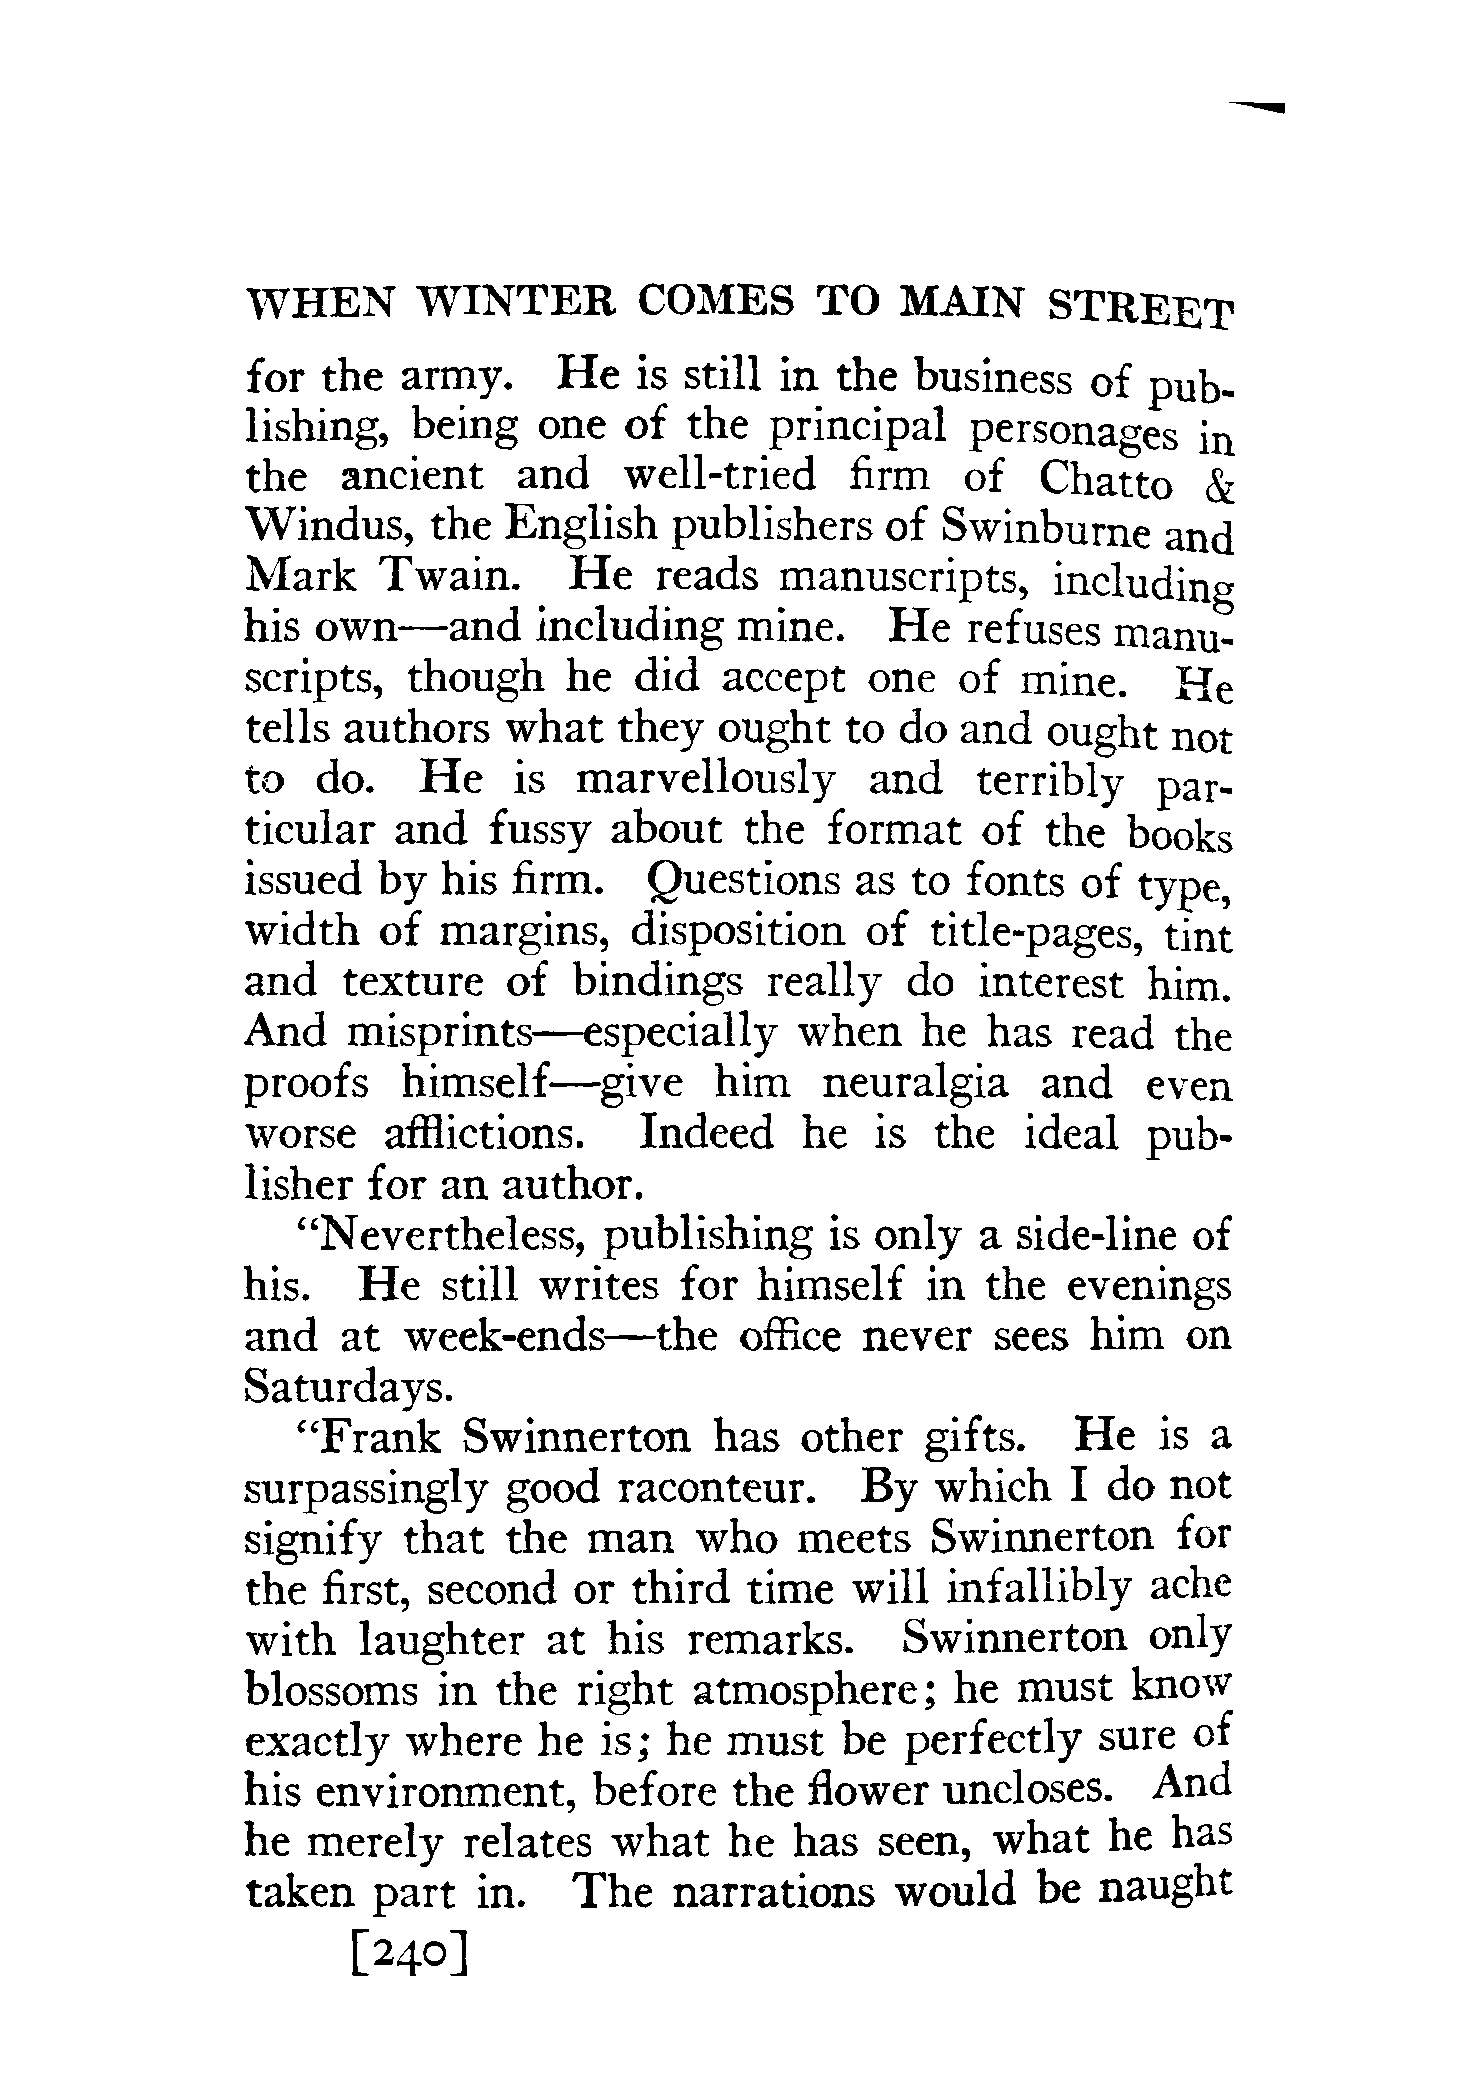 WHEN WINTER COMES TO MAIN STREET
for the army. He is still in the business of pub-
lishing, being one of the principal personages in
the ancient and well-tried firm of Chatto &
Windus, the English publishers of Swinburne and
Mark Twain. He reads manuscripts, including
his own—and including mine. He refuses manu-
scripts, though he did accept one of mine. He
tells authors what they ought to do and ought not
to do. He is marvellously and terribly par-
ticular and fussy about the format of the books
issued by his firm. Questions as to fonts of type,
width of margins, disposition of title-pages, tint
and texture of bindings really do interest him.
And misprints—especially when he has read the
proofs himself—give him neuralgia and even
worse afflictions. Indeed he is the ideal pub-
lisher for an author.
“Nevertheless, publishing is only a side-line of
his. He still writes for himself in the evenings
and at week-ends—the office never sees him on
Saturdays.
“Frank Swinnerton has other gifts. He is a
surpassingly good raconteur. By which I do not
signify that the man who meets Swinnerton for
the first, second or third time will infallibly ache
with laughter at his remarks. Swinnerton only
blossoms in the right atmosphere; he must know
exactly where he is; he must be perfectly sure of
his environment, before the flower uncloses. And
he merely relates what he has seen, what he has
taken part in. The narrations would be naught
[240]